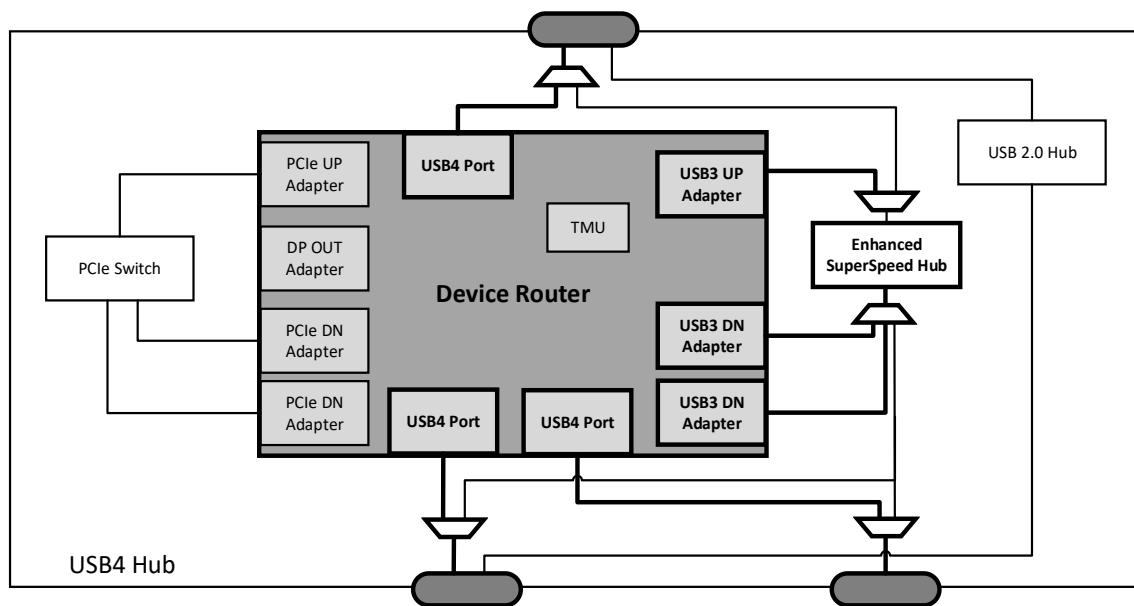 USB 2.0 Hub
PCIe UP
Adapter
USB4 Port
USB3 UP
Adapter
TMU
DP OUT
Adapter
PCIe Switch
Enhanced
SuperSpeed Hub
Device Router
PCIe DN
Adapter
USB3 DN
Adapter
PCIe DN
Adapter
USB4 Port
USB4 Port
USB3 DN
Adapter
USB4 Hub